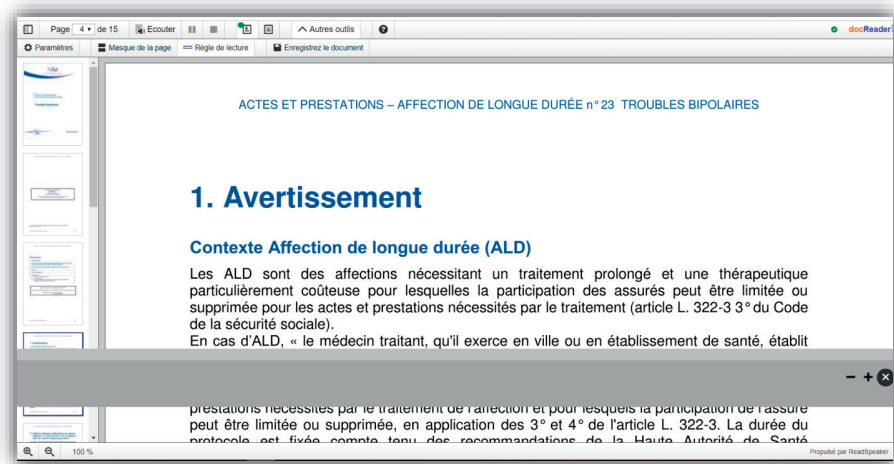 Page 4 de 15 Ecouter Autres outils docReader
Paramètres Masque de la page Règle de lecture Enregistrez le document
ACTES ET PRESTATIONS – AFFECTION DE LONGUE DURÉE n° 23 TROUBLES BIPOLAIRES
1. Avertissement
Contexte Affection de longue durée (ALD)
Les ALD sont des affections nécessitant un traitement prolongé et une thérapeutique
particulièrement coûteuse pour lesquelles la participation des assurés peut être limitée ou
supprimée pour les actes et prestations nécessités par le traitement (article L. 322-3 3° du Code
de la sécurité sociale).
En cas d'ALD, « le médecin traitant, qu'il exerce en ville ou en établissement de santé, établit
prestations nécessités par le traitement de l'affection et pour lesquels la participation de l'assuré
peut être limitée ou supprimée, en application des 3° et 4° de l'article L. 322-3. La durée du
protocole est fixée compte tenu des recommandations de la Haute Autorité de Santé
100 %
Propulsé par ReadSpeaker